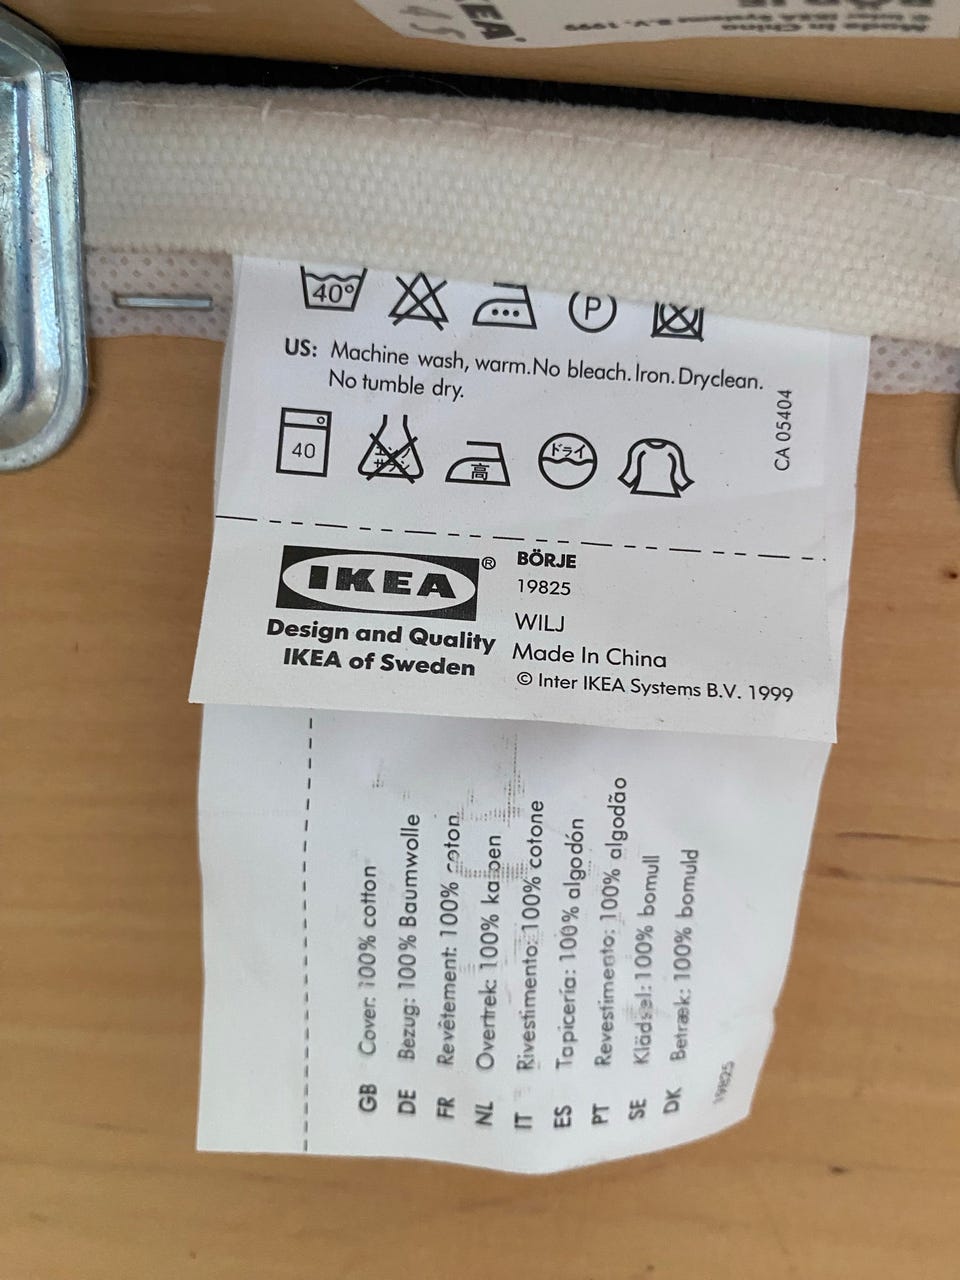 40°
P
US: Machine wash, warm.No bleach.Iron.Dryclean.
No tumble dry.
CA 05404
40
ドライ
高
IKEA®
Design and Quality
IKEA of Sweden
BÖRJE
19825
WILJ
Made In China
© Inter IKEA Systems B.V. 1999
GB Cover: 100% cotton
DE Bezug: 100% Baumwolle
FR Revêtement: 100% coton
NL Overtrek: 100% katoen
IT Rivestimento: 100% cotone
ES Tapicería: 100% algodón
PT Revestimento: 100% algodão
SE Klädsel: 100% bomull
DK Betræk: 100% bomuld
19825